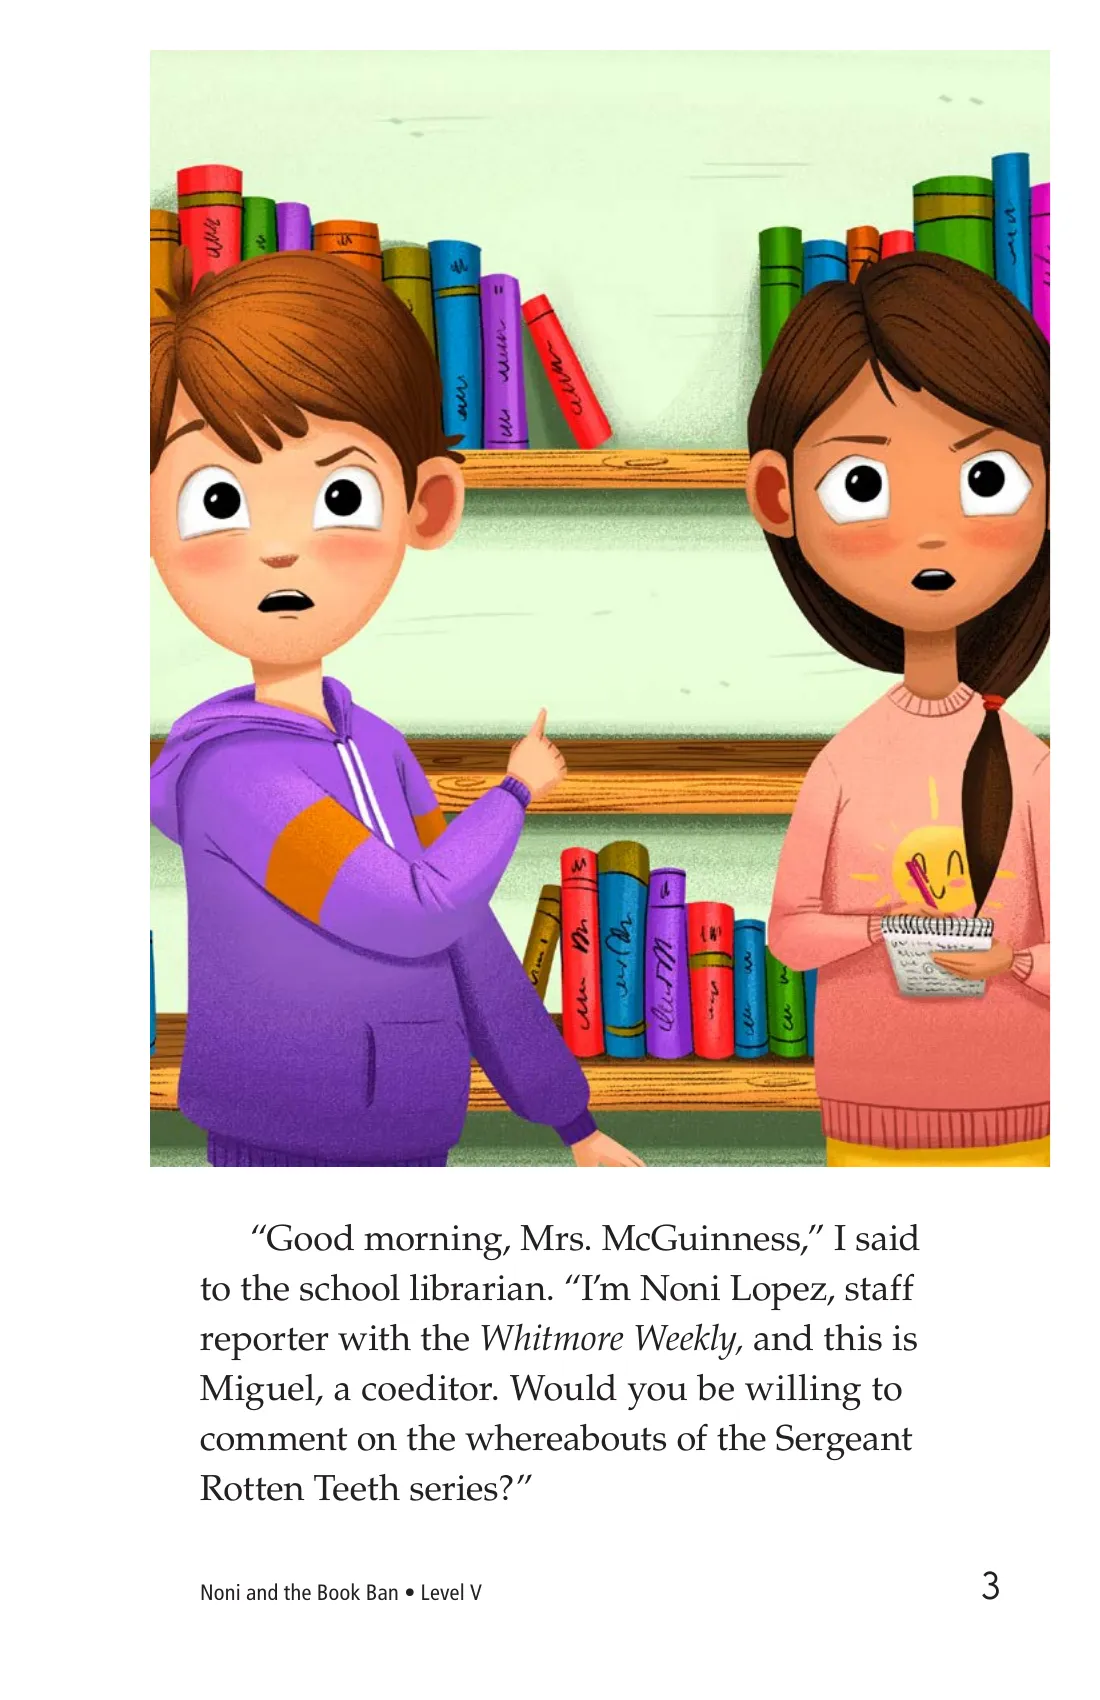 “Good morning, Mrs. McGuinness,” I said
to the school librarian. “I’m Noni Lopez, staff
reporter with the Whitmore Weekly, and this is
Miguel, a coeditor. Would you be willing to
comment on the whereabouts of the Sergeant
Rotten Teeth series?”
Noni and the Book Ban • Level V
3